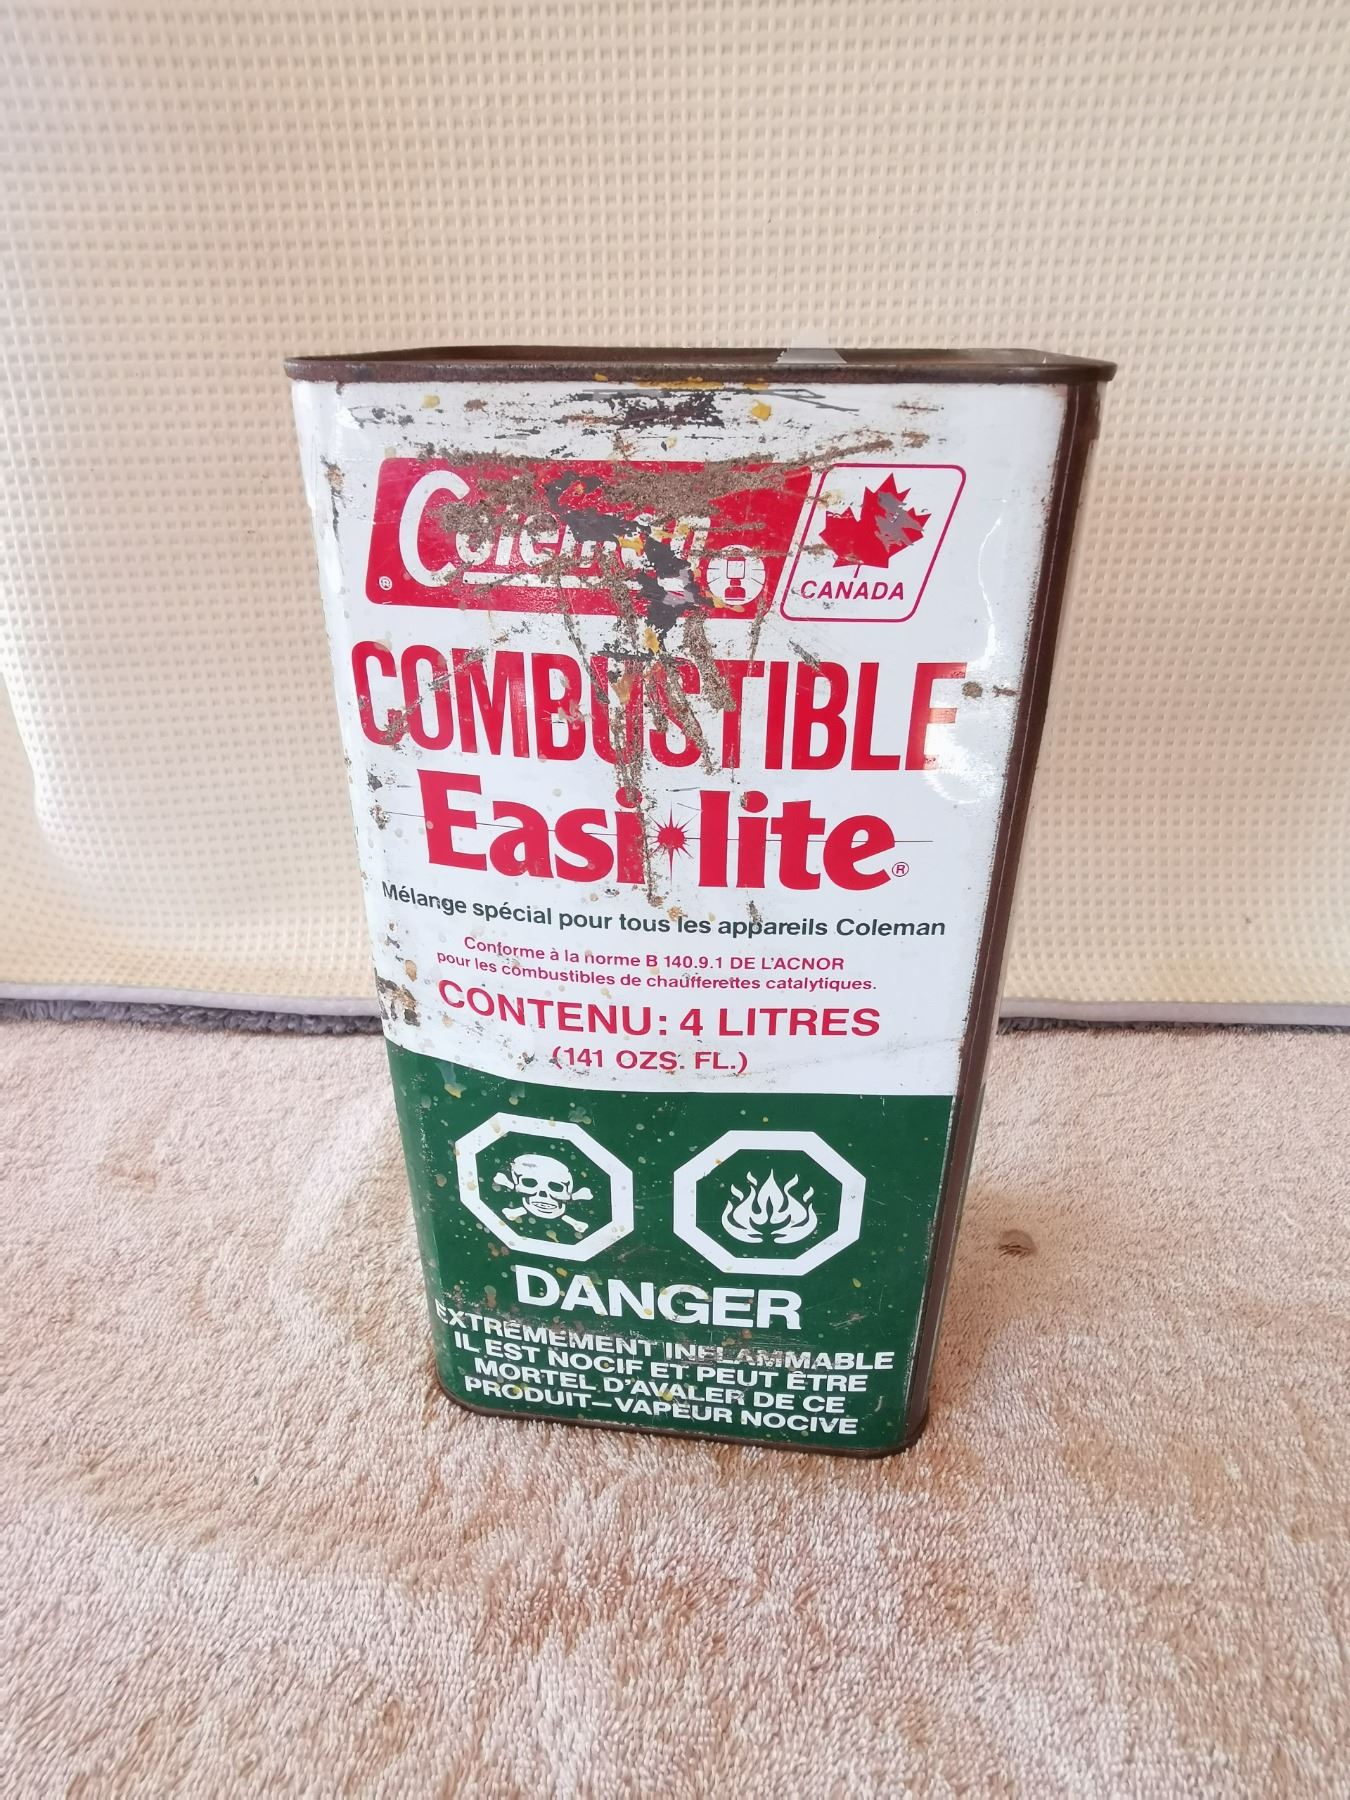 Coleman
®
CANADA
COMBUSTIBLE
Easi lite®
Mélange spécial pour tous les appareils Coleman
Conforme à la norme B 140.9.1 DE L'ACNOR
pour les combustibles de chaufferettes catalytiques.
CONTENU: 4 LITRES
(141 OZS. FL.)
DANGER
EXTRÊMEMENT INFLAMMABLE
IL EST NOCIF ET PEUT ÊTRE
MORTEL D'AVALER DE CE
PRODUIT—VAPEUR NOCIVE